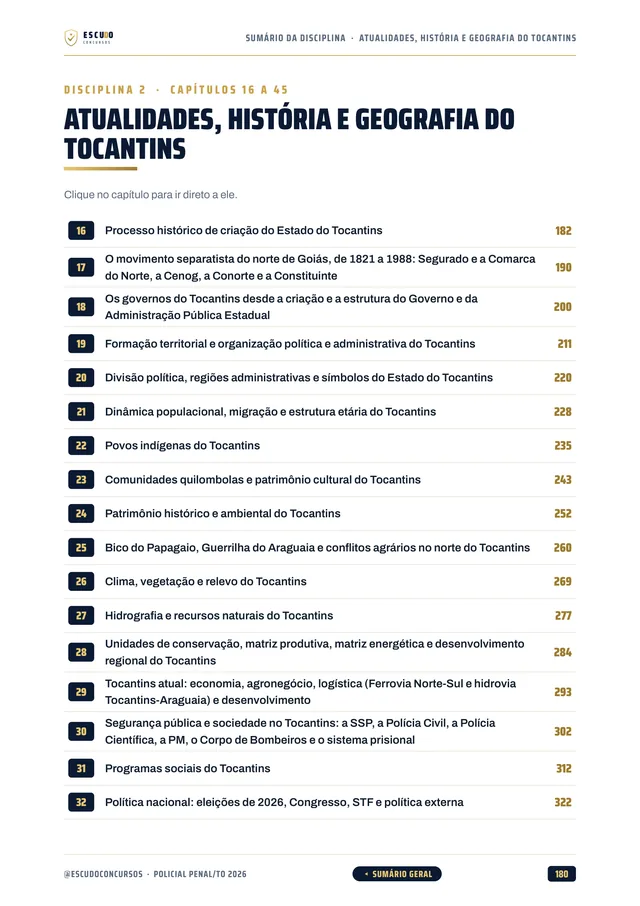 ESCUDO
CONCURSOS
SUMÁRIO DA DISCIPLINA · ATUALIDADES, HISTÓRIA E GEOGRAFIA DO TOCANTINS
DISCIPLINA 2 · CAPÍTULOS 16 A 45
ATUALIDADES, HISTÓRIA E GEOGRAFIA DO
TOCANTINS
Clique no capítulo para ir direto a ele.
16 Processo histórico de criação do Estado do Tocantins 182
17 O movimento separatista do norte de Goiás, de 1821 a 1988: Segurado e a Comarca
do Norte, a Cenog, a Conorte e a Constituinte 190
18 Os governos do Tocantins desde a criação e a estrutura do Governo e da
Administração Pública Estadual 200
19 Formação territorial e organização política e administrativa do Tocantins 211
20 Divisão política, regiões administrativas e símbolos do Estado do Tocantins 220
21 Dinâmica populacional, migração e estrutura etária do Tocantins 228
22 Povos indígenas do Tocantins 235
23 Comunidades quilombolas e patrimônio cultural do Tocantins 243
24 Patrimônio histórico e ambiental do Tocantins 252
25 Bico do Papagaio, Guerrilha do Araguaia e conflitos agrários no norte do Tocantins 260
26 Clima, vegetação e relevo do Tocantins 269
27 Hidrografia e recursos naturais do Tocantins 277
28 Unidades de conservação, matriz produtiva, matriz energética e desenvolvimento
regional do Tocantins 284
29 Tocantins atual: economia, agronegócio, logística (Ferrovia Norte-Sul e hidrovia
Tocantins-Araguaia) e desenvolvimento 293
30 Segurança pública e sociedade no Tocantins: a SSP, a Polícia Civil, a Polícia
Científica, a PM, o Corpo de Bombeiros e o sistema prisional 302
31 Programas sociais do Tocantins 312
32 Política nacional: eleições de 2026, Congresso, STF e política externa 322
@ESCUDOCONCURSOS · POLICIAL PENAL/TO 2026
SUMÁRIO GERAL
180